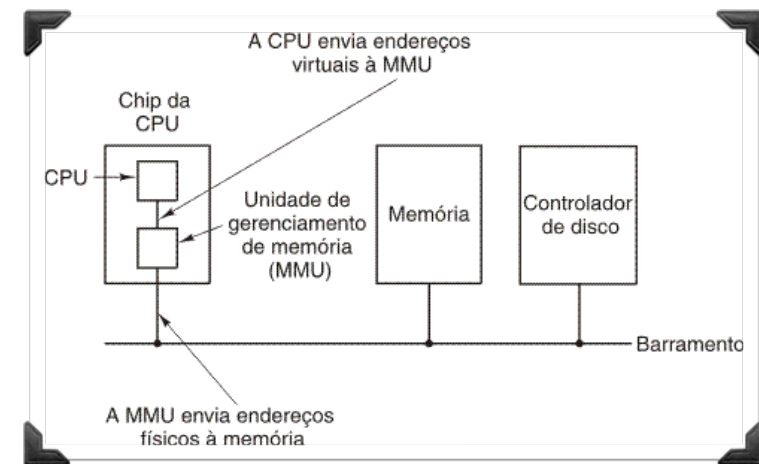 A CPU envia endereços
virtuais à MMU
Chip da
CPU
CPU
Unidade de
gerenciamento
de memória
(MMU)
Memória
Controlador
de disco
Barramento
A MMU envia endereços
físicos à memória